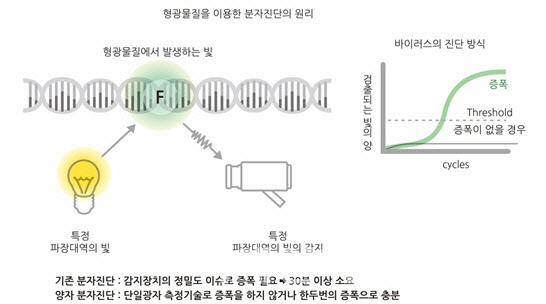 형광물질을 이용한 분자진단의 원리
형광물질에서 발생하는 빛
F
특정
파장대역의 빛
특정
파장대역의 빛의 감지
바이러스의 진단 방식
검출되는 빛의 양
증폭
Threshold
증폭이 없을 경우
cycles
기존 분자진단 : 감지장치의 정밀도 이슈로 증폭 필요 → 30분 이상 소요
양자 분자진단 : 단일광자 측정기술로 증폭을 하지 않거나 한두번의 증폭으로 충분